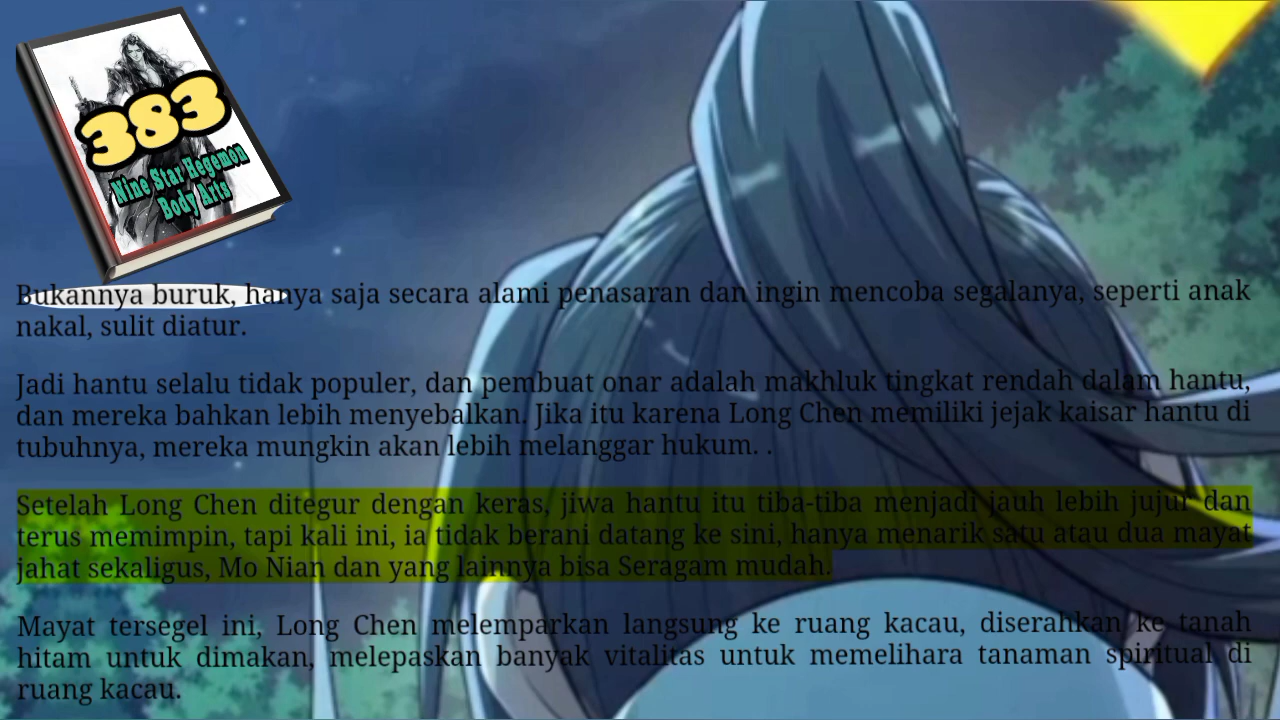 383
Nine Star Hegemon
Body Arts
Bukannya buruk, hanya saja secara alami penasaran dan ingin mencoba segalanya, seperti anak
nakal, sulit diatur.
Jadi hantu selalu tidak populer, dan pembuat onar adalah makhluk tingkat rendah dalam hantu,
dan mereka bahkan lebih menyebalkan. Jika itu karena Long Chen memiliki jejak kaisar hantu di
tubuhnya, mereka mungkin akan lebih melanggar hukum. .
Setelah Long Chen ditegur dengan keras, jiwa hantu itu tiba-tiba menjadi jauh lebih jujur dan
terus memimpin, tapi kali ini, ia tidak berani datang ke sini, hanya menarik satu atau dua mayat
jahat sekaligus, Mo Nian dan yang lainnya bisa Seragam mudah.
Mayat tersegel ini, Long Chen melemparkan langsung ke ruang kacau, diserahkan ke tanah
hitam untuk dimakan, melepaskan banyak vitalitas untuk memelihara tanaman spiritual di
ruang kacau.